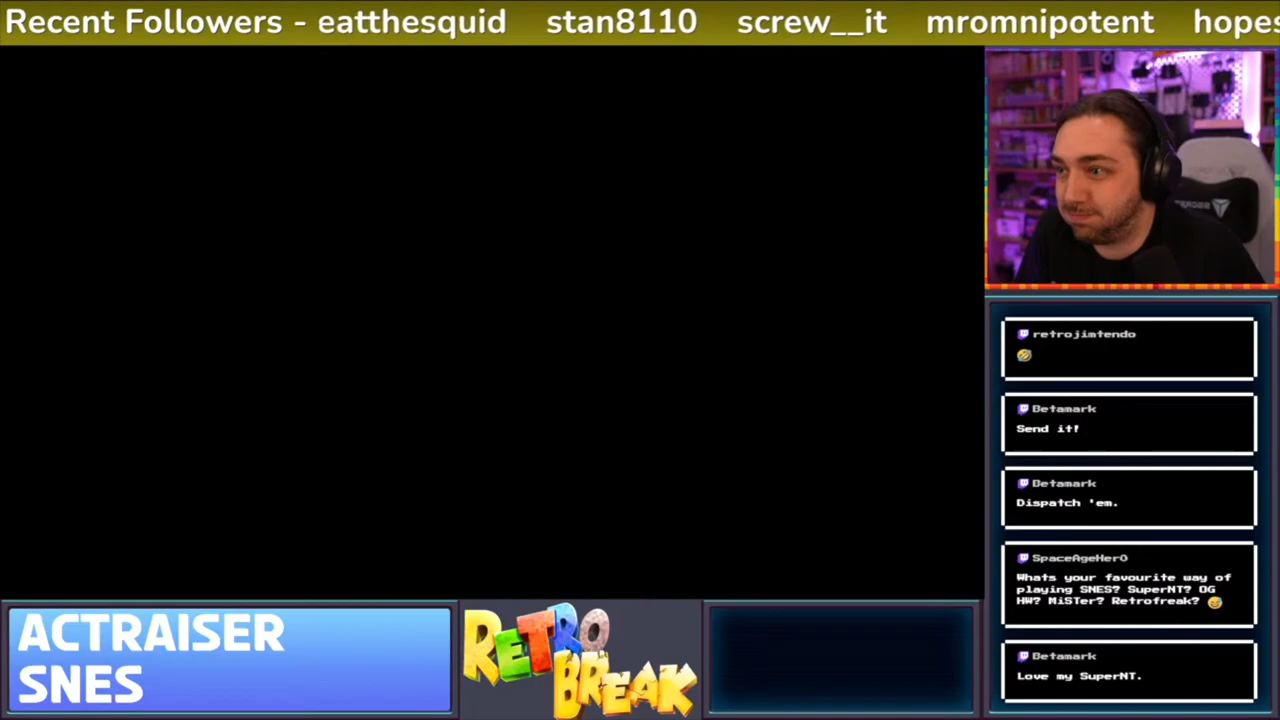 Recent Followers - eatthesquid stan8110 screw__it mromnipotent hopes
retrojimtendo
Betamark
Send it!
Betamark
Dispatch 'em.
SpaceAgeHer0
Whats your favourite way of
playing SNES? SuperNT? OG
HW? MiSTer? Retrofreak?
Betamark
Love my SuperNT.
ACTRAISER
SNES
RETRO
BREAK